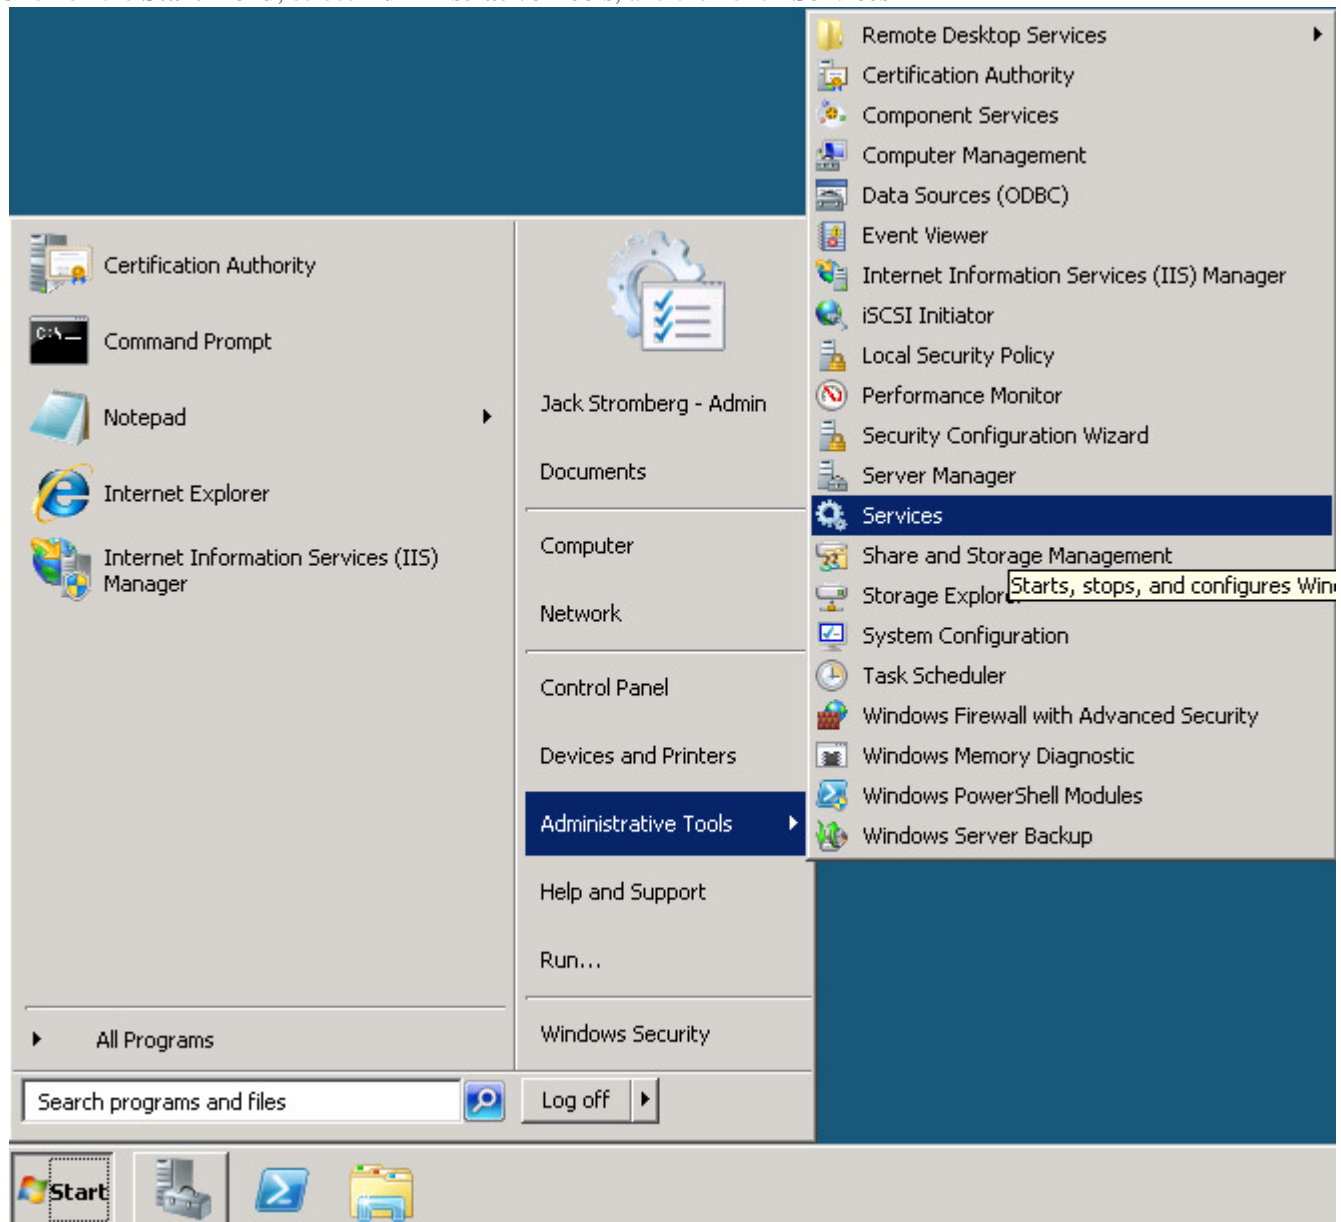 Remote Desktop Services
Certification Authority
Component Services
Computer Management
Data Sources (ODBC)
Event Viewer
Internet Information Services (IIS) Manager
iSCSI Initiator
Local Security Policy
Performance Monitor
Security Configuration Wizard
Server Manager
Services
Share and Storage Management
Starts, stops, and configures
Storage
System Configuration
Task Scheduler
Windows Firewall with Advanced Security
Windows Memory Diagnostic
Windows PowerShell Modules
Windows Server Backup
Certification Authority
C:\_
Command Prompt
Notepad
Internet Explorer
Internet Information Services (IIS)
Manager
All Programs
Search programs and files
Jack Stromberg - Admin
Documents
Computer
Network
Control Panel
Devices and Printers
Administrative Tools
Help and Support
Run...
Windows Security
Log off
Start